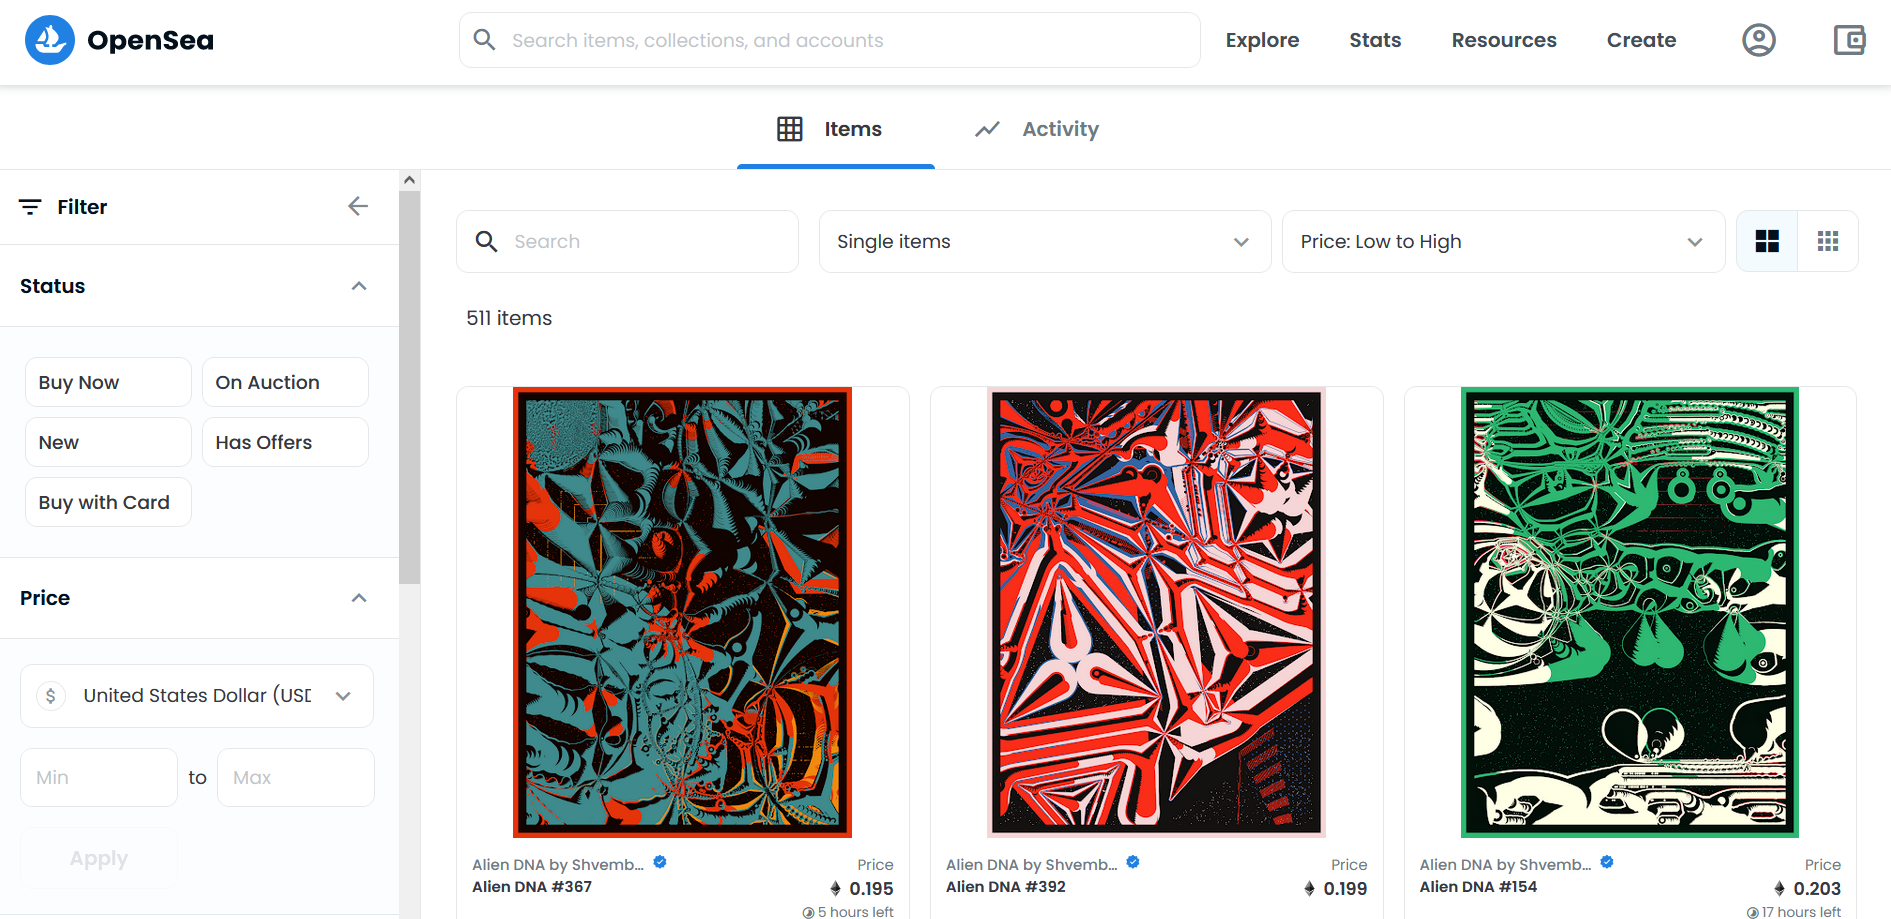 OpenSea
Search items, collections, and accounts
Explore
Stats
Resources
Create
Items
Activity
Filter
Status
Buy Now
On Auction
New
Has Offers
Buy with Card
Price
$ United States Dollar (USD
Min to Max
Apply
Search
Single items
Price: Low to High
511 items
Alien DNA by Shvemb...
Price
Alien DNA #367
0.195
5 hours left
Alien DNA by Shvemb...
Price
Alien DNA #392
0.199
Alien DNA by Shvemb...
Price
Alien DNA #154
0.203
17 hours left